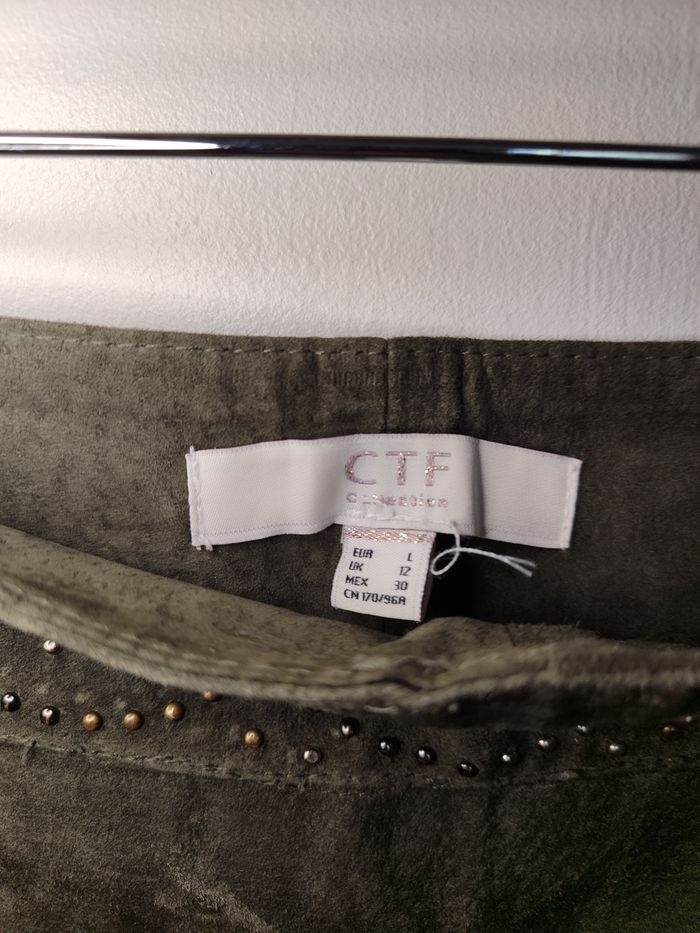 CTF
Collection
EUR L
UK 12
MEX 30
CN 170/96A